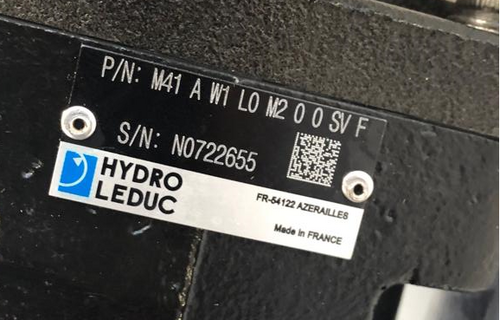 P/N: M41 A W1 L0 M2 0 0 SV F
S/N: N0722655
HYDRO
LEDUC
FR-54122 AZERAILLES
Made in FRANCE